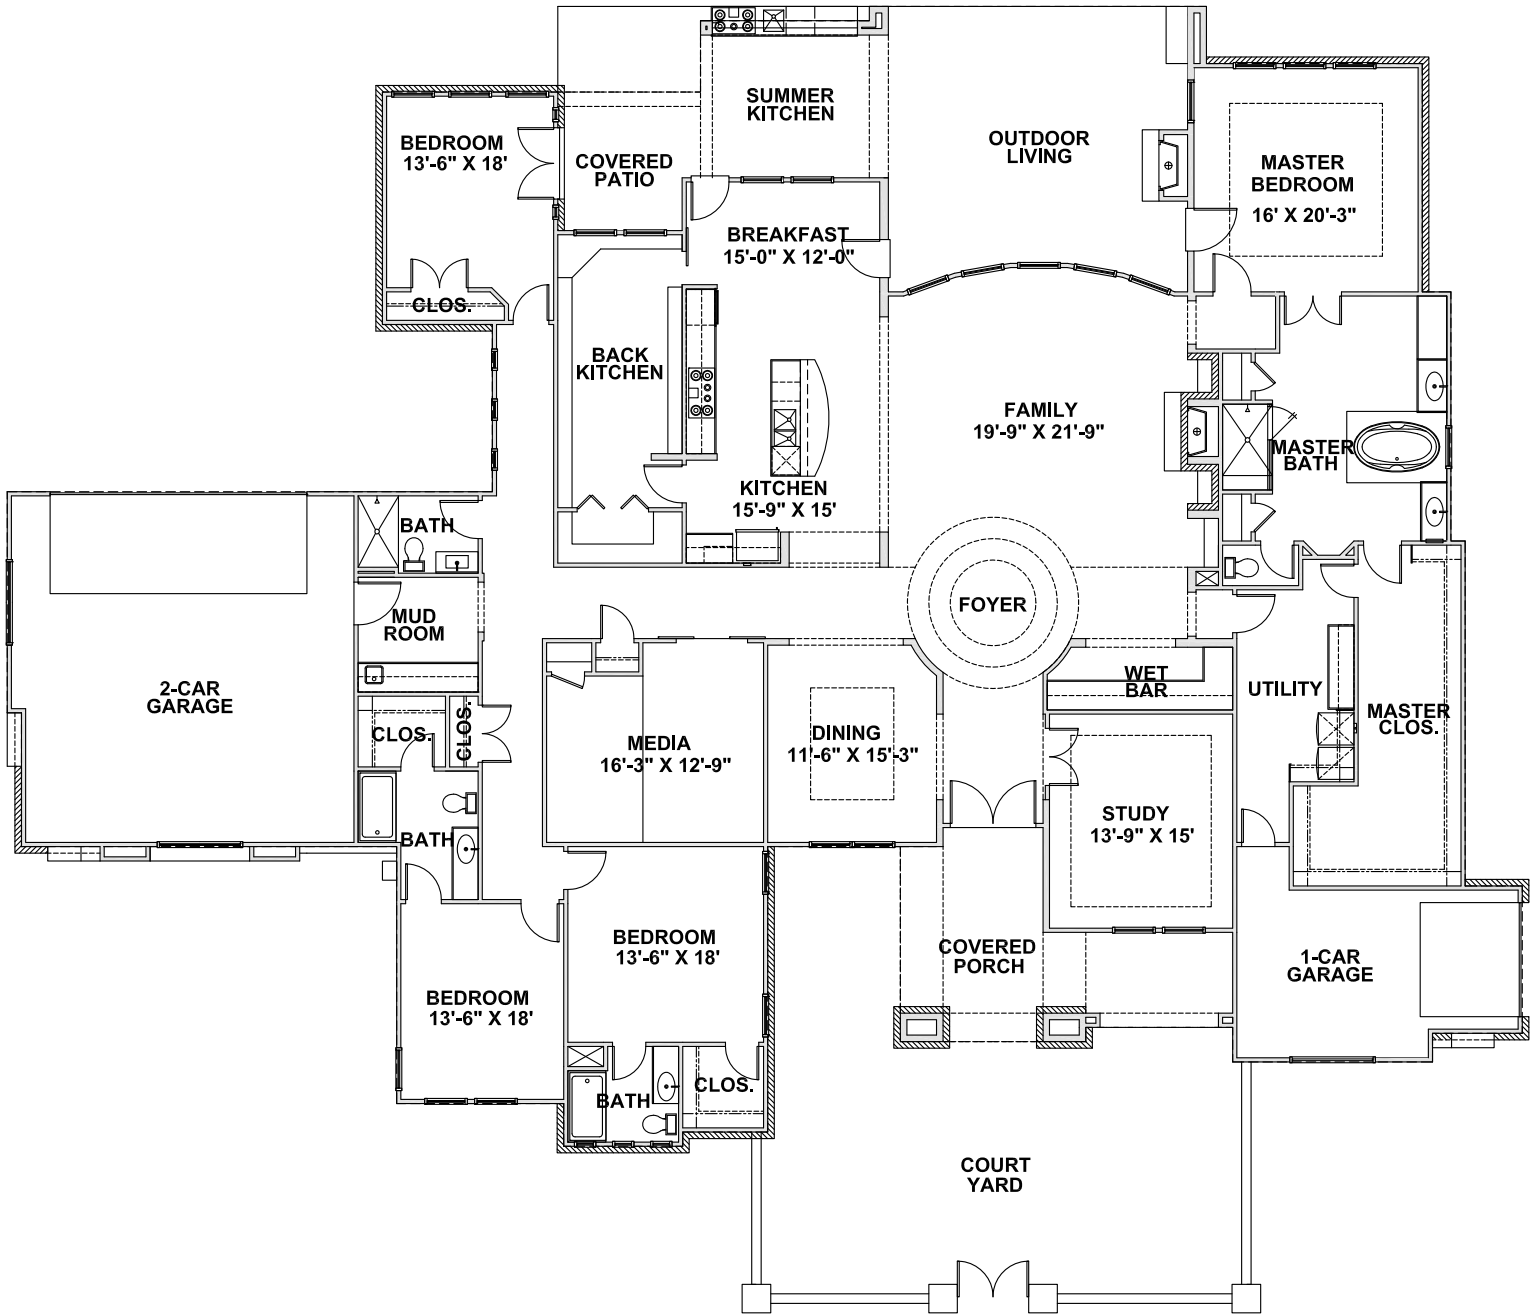 SUMMER
KITCHEN
BEDROOM
13'-6" X 18'
COVERED
PATIO
OUTDOOR
LIVING
MASTER
BEDROOM
16' X 20'-3"
BREAKFAST
15'-0" X 12'-0"
CLOS.
BACK
KITCHEN
FAMILY
19'-9" X 21'-9"
MASTER
BATH
KITCHEN
15'-9" X 15'
BATH
MUD
ROOM
FOYER
2-CAR
GARAGE
WET
BAR
UTILITY
MASTER
CLOS.
CLOS.
CLOS.
MEDIA
16'-3" X 12'-9"
DINING
11'-6" X 15'-3"
STUDY
13'-9" X 15'
BATH
BEDROOM
13'-6" X 18'
COVERED
PORCH
1-CAR
GARAGE
BEDROOM
13'-6" X 18'
BATH
CLOS.
COURT
YARD